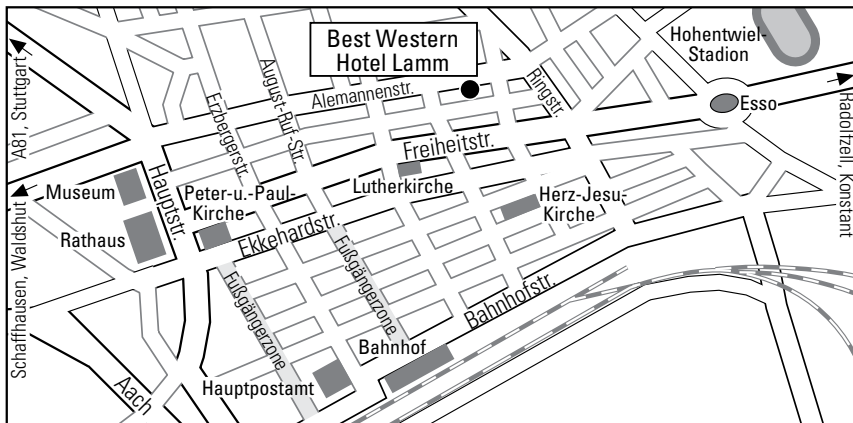 Best Western
Hotel Lamm
Hohentwiel-
Stadion
A81, Stuttgart
Erzbergerstr.
August-Ruf-Str.
Alemannenstr.
Ringstr.
Esso
Radolfzell, Konstant
Freiheitstr.
Museum
Hauptstr.
Peter-u.-Paul-
Kirche
Lutherkirche
Herz-Jesu-
Kirche
Rathaus
Ekkehardstr.
Schaffhausen, Waldshut
Fußgängerzone
Fußgängerzone
Bahnhofstr.
Bahnhof
Hauptpostamt
Aach